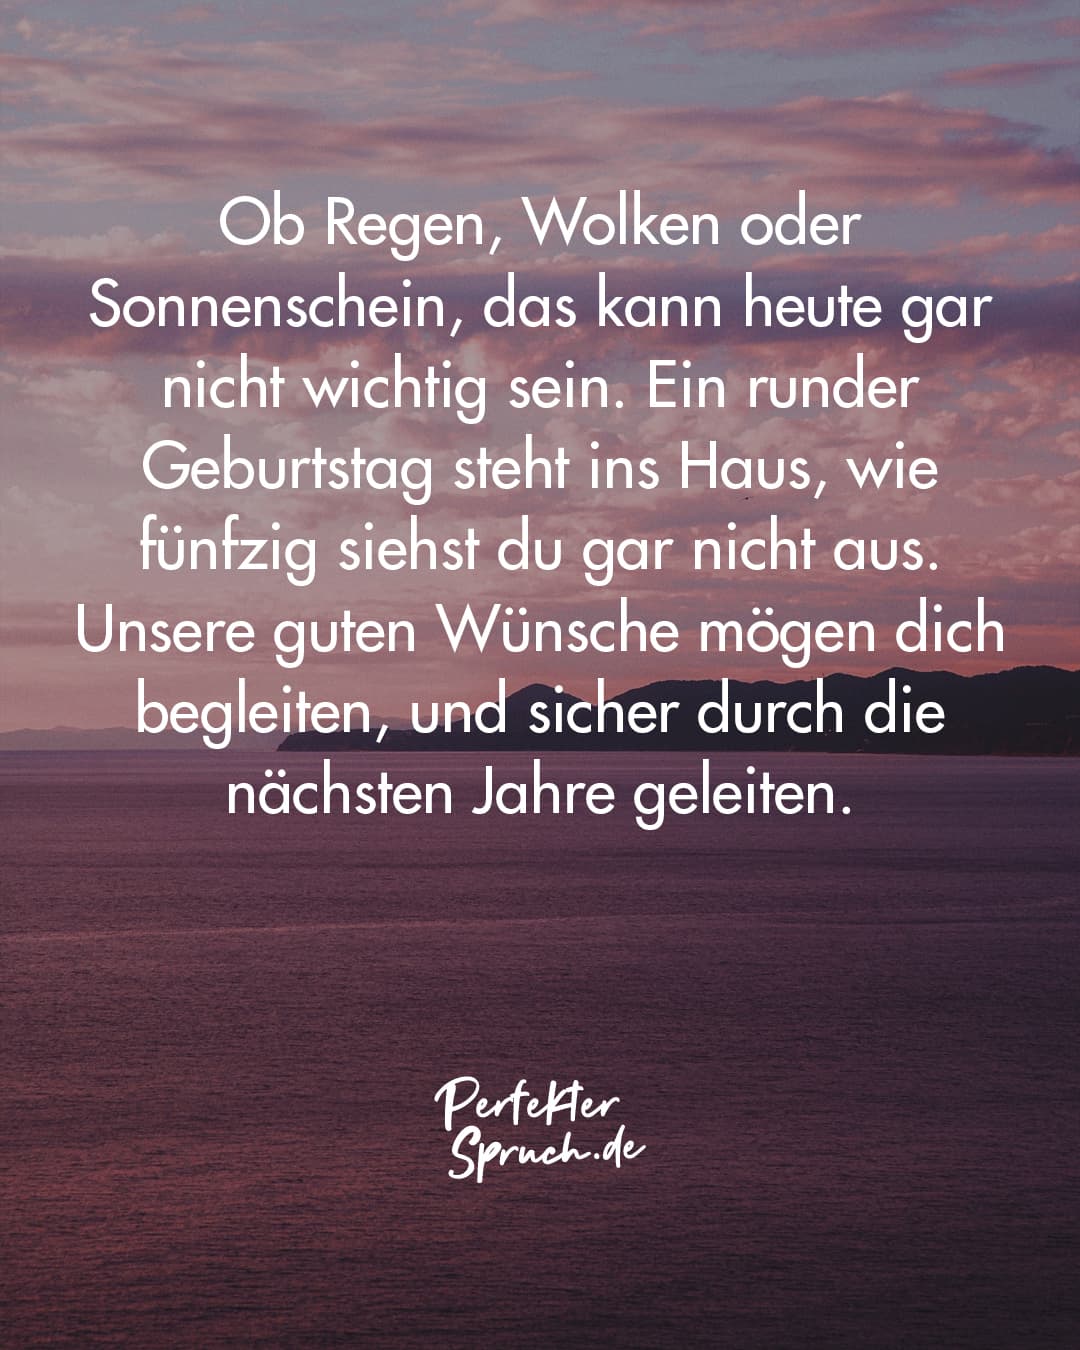 Ob Regen, Wolken oder
Sonnenschein, das kann heute gar
nicht wichtig sein. Ein runder
Geburtstag steht ins Haus, wie
fünfzig siehst du gar nicht aus.
Unsere guten Wünsche mögen dich
begleiten, und sicher durch die
nächsten Jahre geleiten.
Perfekter
Spruch.de